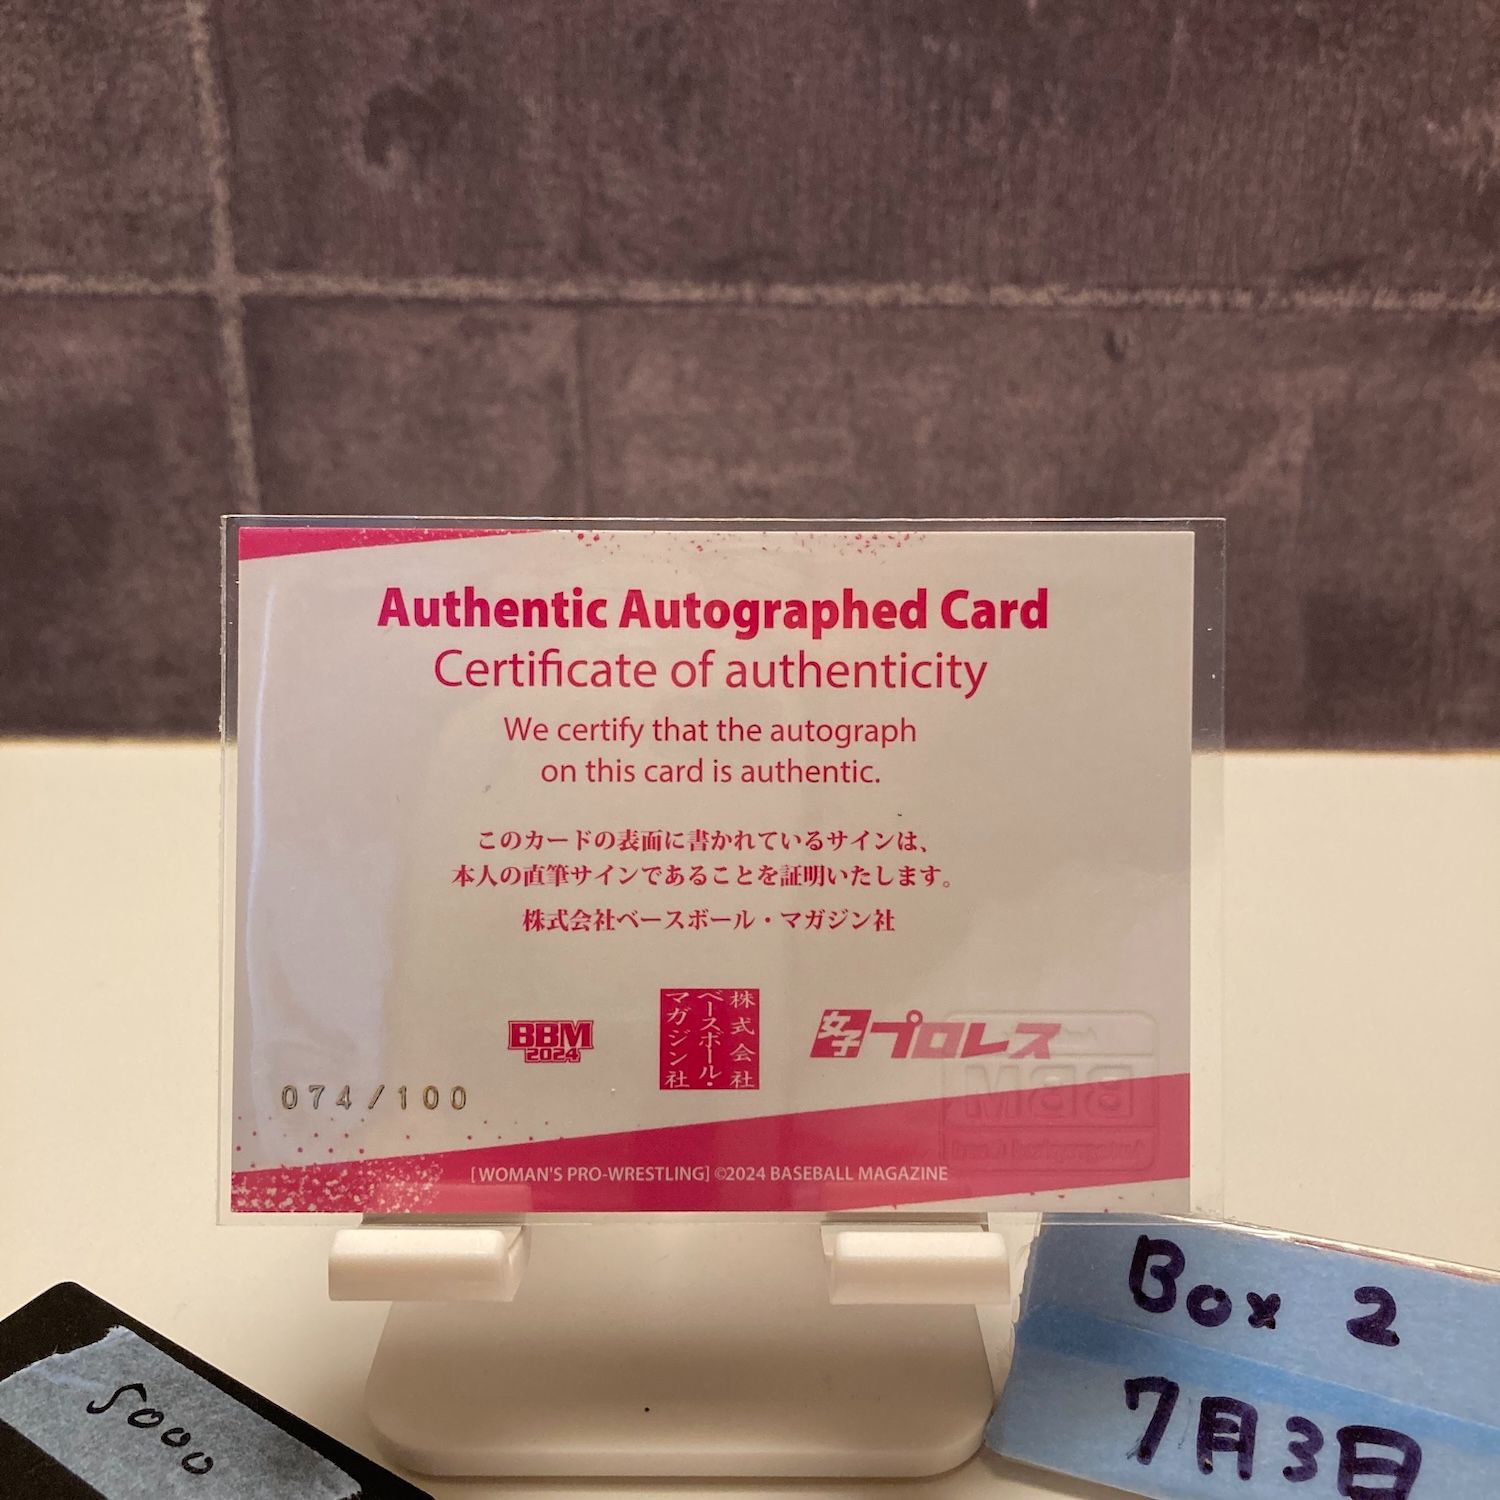 Authentic Autographed Card
Certificate of authenticity
We certify that the autograph
on this card is authentic.
このカードの表面に書かれているサインは、
本人の直筆サインであることを証明いたします。
株式会社ベースボール・マガジン社
BBM
2024
株式会社
ベースボール・
マガジン社
女子プロレス
074/100
[WOMAN'S PRO-WRESTLING] ©2024 BASEBALL MAGAZINE
BBM
Box 2
7月3日
5000